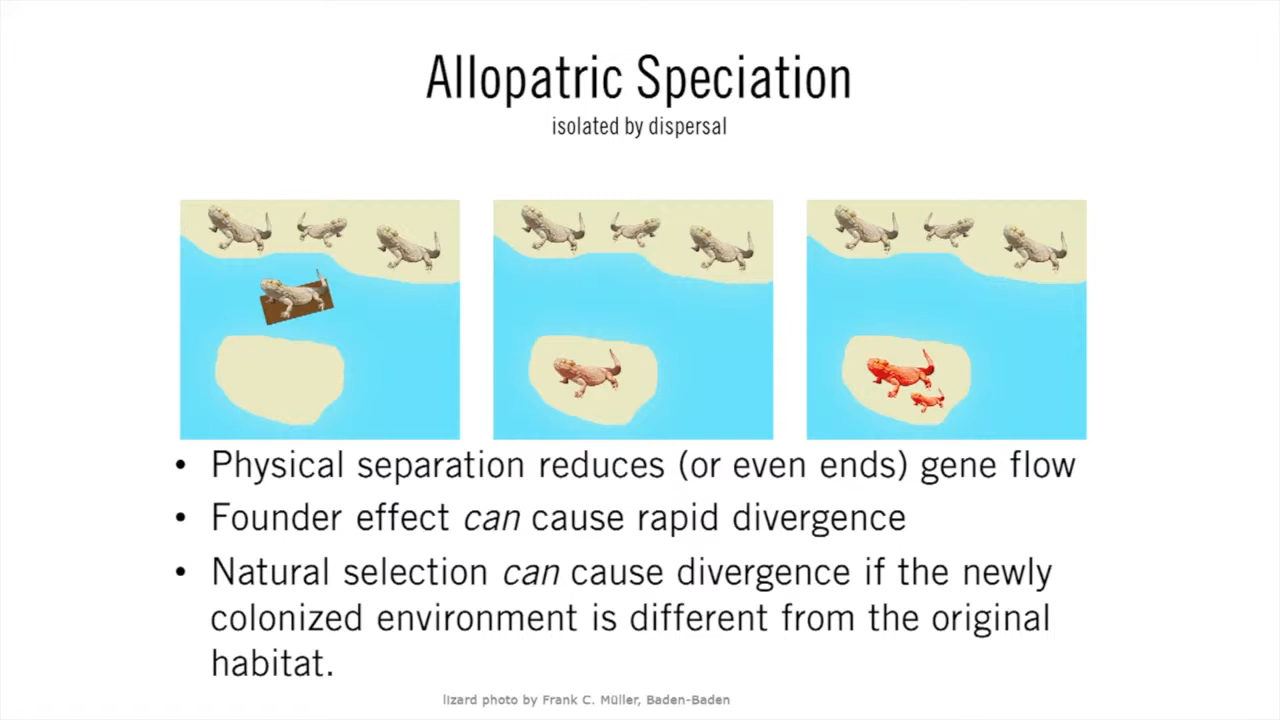 Allopatric Speciation
isolated by dispersal
• Physical separation reduces (or even ends) gene flow
• Founder effect can cause rapid divergence
• Natural selection can cause divergence if the newly
colonized environment is different from the original
habitat.
lizard photo by Frank C. Müller, Baden-Baden